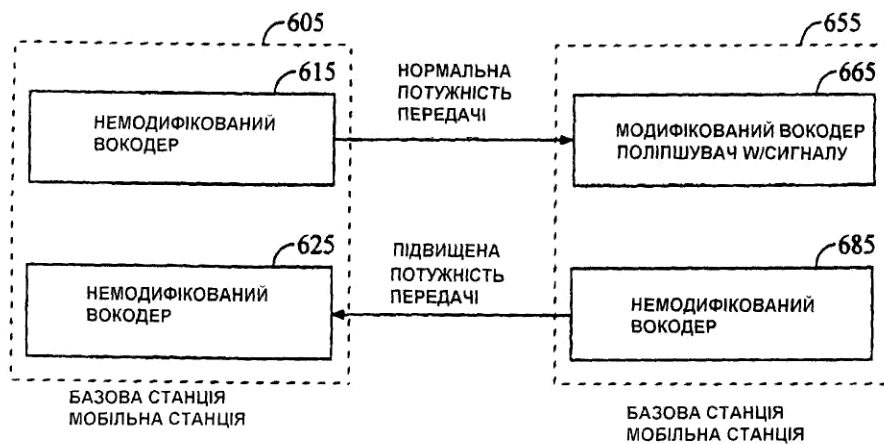 605
655
615
НЕМОДИФІКОВАНИЙ
ВОКОДЕР
НОРМАЛЬНА
ПОТУЖНІСТЬ
ПЕРЕДАЧІ
665
МОДИФІКОВАНИЙ ВОКОДЕР
ПОЛІПШУВАЧ W/СИГНАЛУ
625
НЕМОДИФІКОВАНИЙ
ВОКОДЕР
ПІДВИЩЕНА
ПОТУЖНІСТЬ
ПЕРЕДАЧІ
685
НЕМОДИФІКОВАНИЙ
ВОКОДЕР
БАЗОВА СТАНЦІЯ
МОБІЛЬНА СТАНЦІЯ
БАЗОВА СТАНЦІЯ
МОБІЛЬНА СТАНЦІЯ